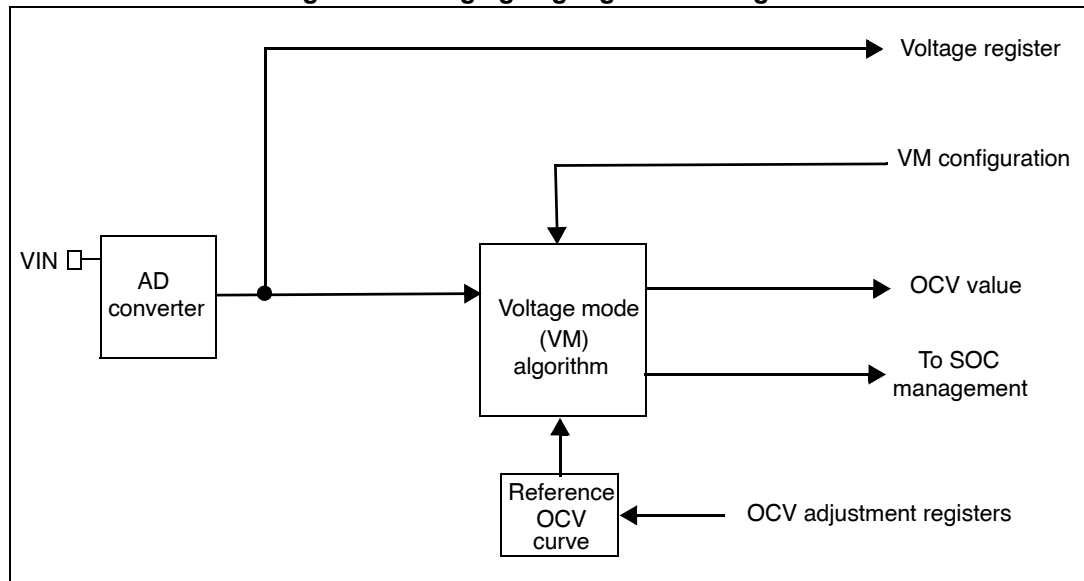 Voltage register
VM configuration
VIN
AD
converter
Voltage mode
(VM)
algorithm
OCV value
To SOC
management
Reference
OCV
curve
OCV adjustment registers